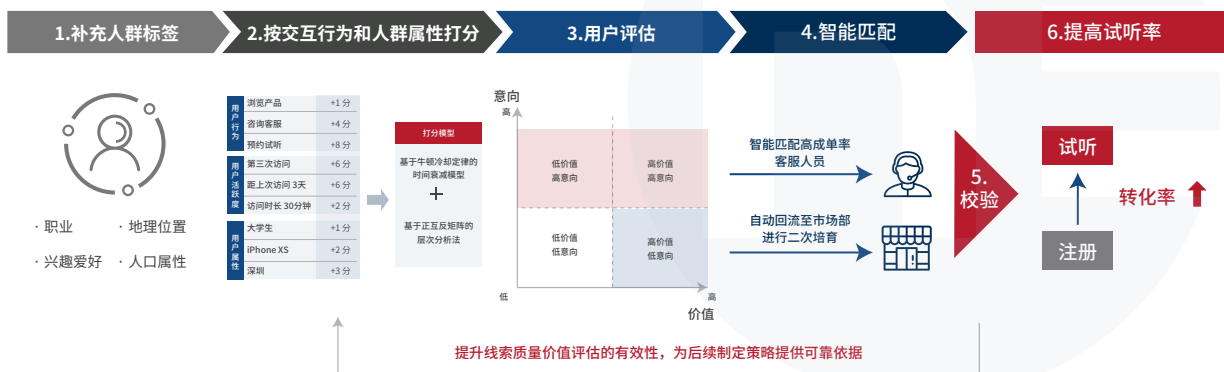 1.补充人群标签
2.按交互行为和人群属性打分
3.用户评估
4.智能匹配
6.提高试听率
· 职业
· 地理位置
· 兴趣爱好
· 人口属性
用户行为
浏览产品 +1 分
咨询客服 +4 分
预约试听 +8 分
用户活跃度
第三次访问 +6 分
距上次访问 3天 +6 分
访问时长 30分钟 +2 分
用户属性
大学生 +1 分
iPhone XS +2 分
深圳 +3 分
打分模型
基于牛顿冷却定律的
时间衰减模型
+
基于正互反矩阵的
层次分析法
意向
高
低价值
高意向
高价值
高意向
低价值
低意向
高价值
低意向
低
高
价值
智能匹配高成单率
客服人员
自动回流至市场部
进行二次培育
5.
校验
试听
注册
转化率
提升线索质量价值评估的有效性，为后续制定策略提供可靠依据